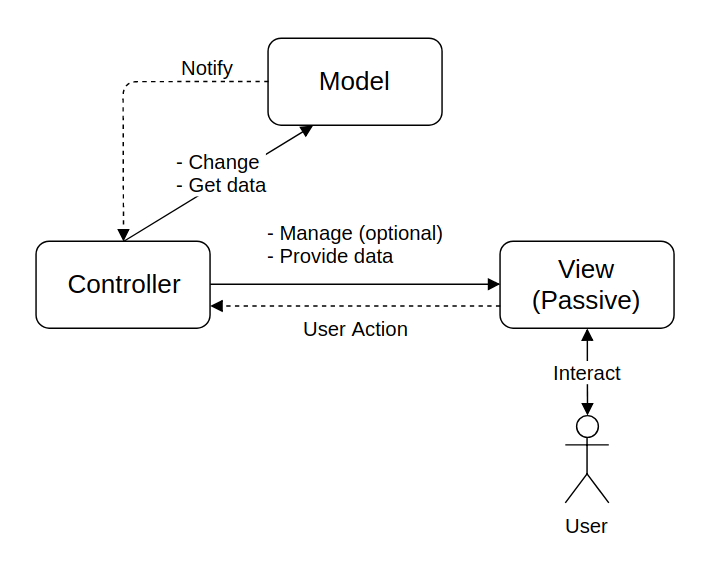 Notify
Model
- Change
- Get data
- Manage (optional)
- Provide data
Controller
View
(Passive)
User Action
Interact
User